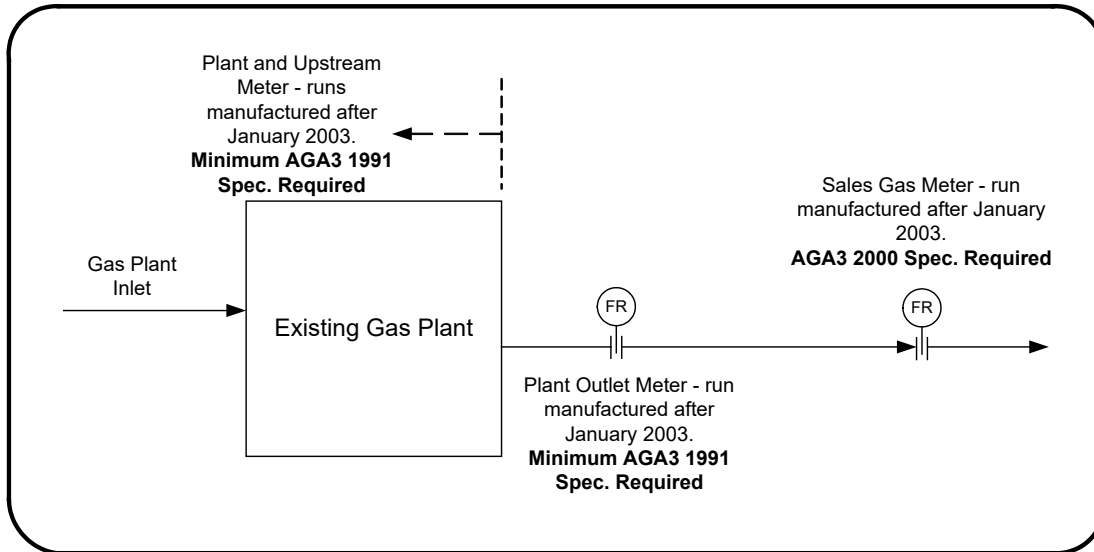 Plant and Upstream
Meter - runs
manufactured after
January 2003.
Minimum AGA3 1991
Spec. Required
Sales Gas Meter - run
manufactured after January
2003.
AGA3 2000 Spec. Required
Gas Plant
Inlet
Existing Gas Plant
FR
FR
Plant Outlet Meter - run
manufactured after
January 2003.
Minimum AGA3 1991
Spec. Required